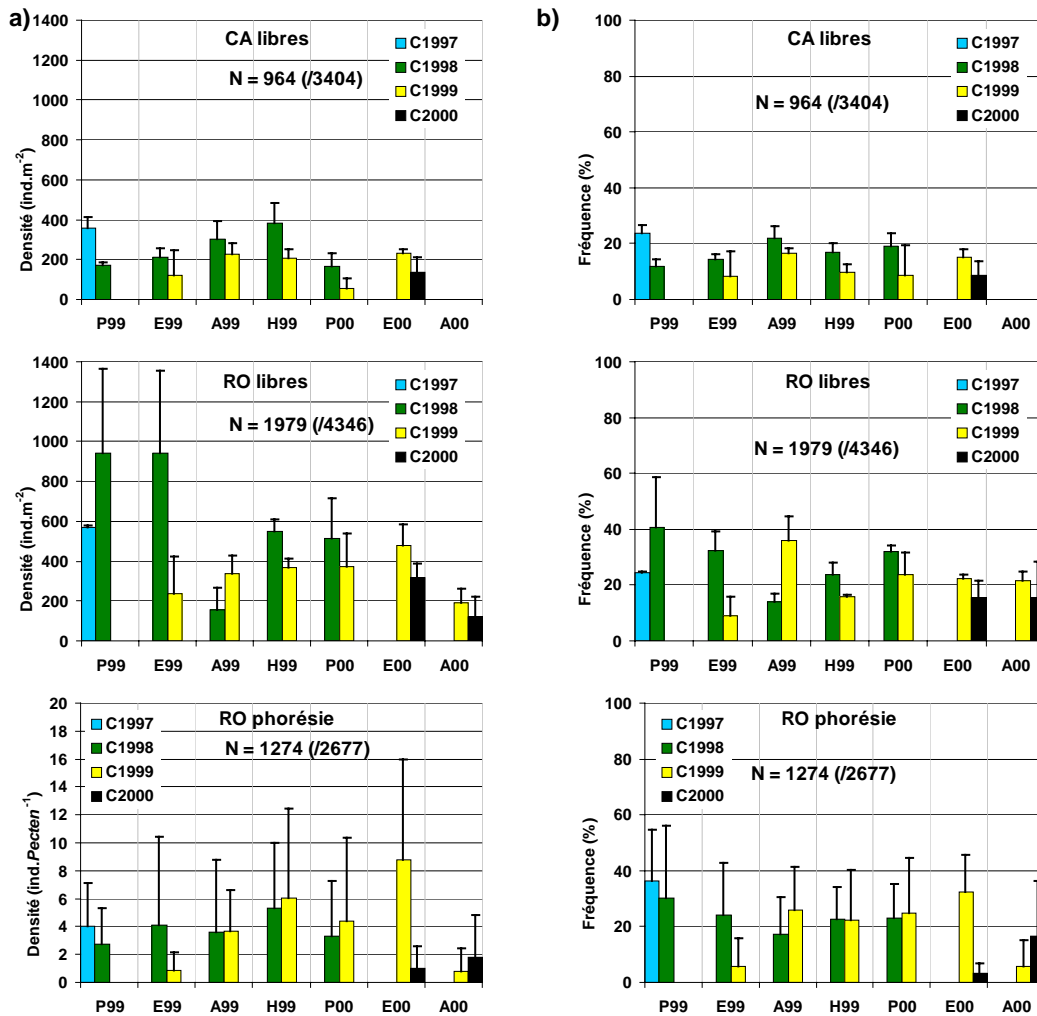 a)
CA libres
N = 964 (/3404)
C1997
C1998
C1999
C2000
Densité (ind.m-2)
1400
1200
1000
800
600
400
200
0
P99 E99 A99 H99 P00 E00 A00
b)
CA libres
N = 964 (/3404)
C1997
C1998
C1999
C2000
Fréquence (%)
100
80
60
40
20
0
P99 E99 A99 H99 P00 E00 A00
RO libres
N = 1979 (/4346)
C1997
C1998
C1999
C2000
Densité (ind.m-2)
1400
1200
1000
800
600
400
200
0
P99 E99 A99 H99 P00 E00 A00
RO libres
N = 1979 (/4346)
C1997
C1998
C1999
C2000
Fréquence (%)
100
80
60
40
20
0
P99 E99 A99 H99 P00 E00 A00
RO phorésie
N = 1274 (/2677)
C1997
C1998
C1999
C2000
Densité (ind.Pecten-1)
20
18
16
14
12
10
8
6
4
2
0
P99 E99 A99 H99 P00 E00 A00
RO phorésie
N = 1274 (/2677)
C1997
C1998
C1999
C2000
Fréquence (%)
100
80
60
40
20
0
P99 E99 A99 H99 P00 E00 A00